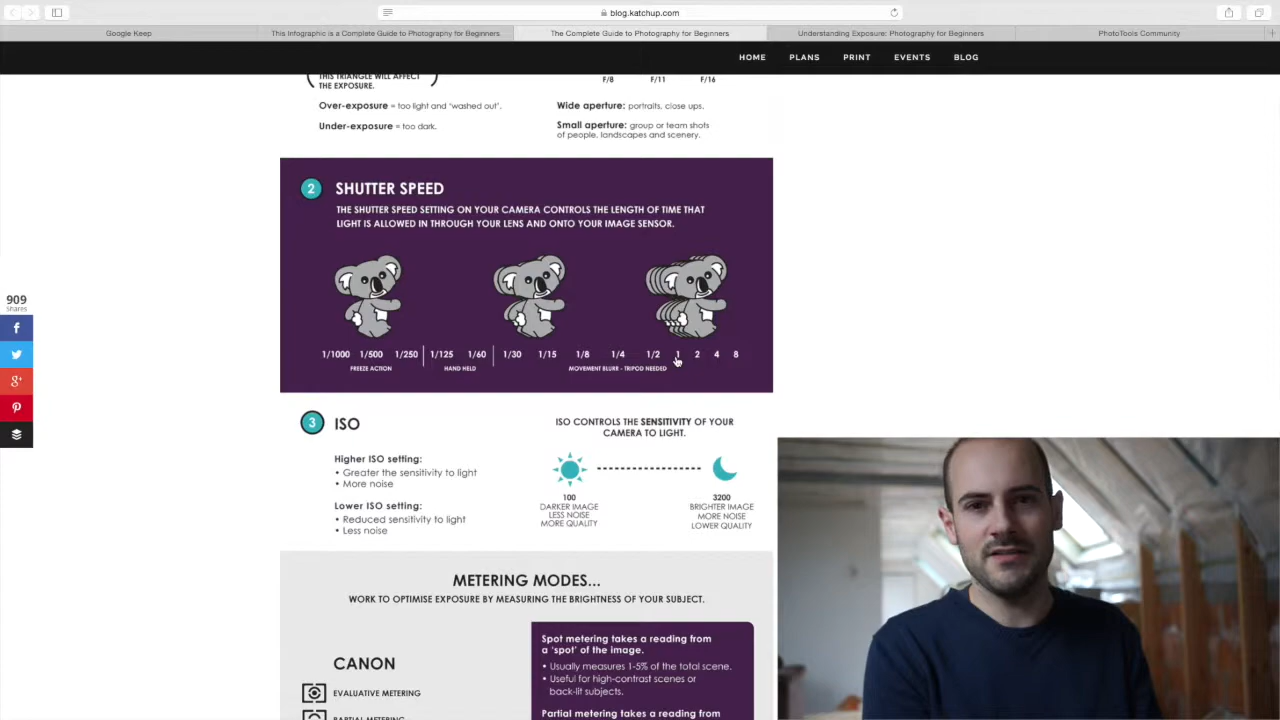 blog.katchup.com
Google Keep
This Infographic is a Complete Guide to Photography for Beginners
The Complete Guide to Photography for Beginners
Understanding Exposure: Photography for Beginners
PhotoTools Community
HOME PLANS PRINT EVENTS BLOG
THIS TRIANGLE WILL AFFECT
THE EXPOSURE.
Over-exposure = too light and 'washed out'.
Under-exposure = too dark.
F/8 F/11 F/16
Wide aperture: portraits, close ups.
Small aperture: group or team shots
of people, landscapes and scenery.
909
shares
2 SHUTTER SPEED
THE SHUTTER SPEED SETTING ON YOUR CAMERA CONTROLS THE LENGTH OF TIME THAT
LIGHT IS ALLOWED IN THROUGH YOUR LENS AND ONTO YOUR IMAGE SENSOR.
1/1000 1/500 1/250 1/125 1/60 1/30 1/15 1/8 1/4 1/2 1 2 4 8
FREEZE ACTION HAND HELD MOVEMENT BLURR - TRIPOD NEEDED
3 ISO
Higher ISO setting:
• Greater the sensitivity to light
• More noise
Lower ISO setting:
• Reduced sensitivity to light
• Less noise
ISO CONTROLS THE SENSITIVITY OF YOUR
CAMERA TO LIGHT.
100
DARKER IMAGE
LESS NOISE
MORE QUALITY
3200
BRIGHTER IMAGE
MORE NOISE
LOWER QUALITY
METERING MODES...
WORK TO OPTIMISE EXPOSURE BY MEASURING THE BRIGHTNESS OF YOUR SUBJECT.
CANON
EVALUATIVE METERING
PARTIAL METERING
Spot metering takes a reading from
a 'spot' of the image.
• Usually measures 1-5% of the total scene.
• Useful for high-contrast scenes or
back-lit subjects.
Partial metering takes a reading from